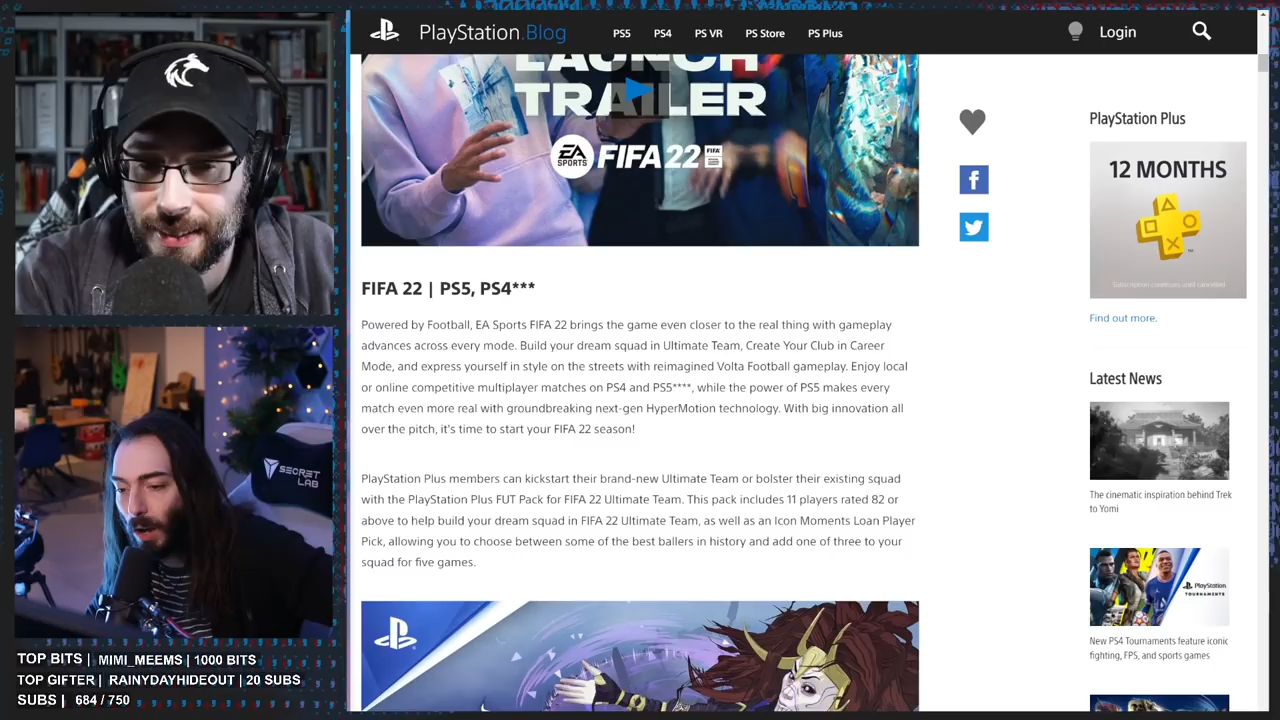 PlayStation.Blog
PS5
PS4
PS VR
PS Store
PS Plus
Login
LAUNCH
TRAILER
EA
SPORTS
FIFA 22
FIFA
FIFA 22 | PS5, PS4***
Powered by Football, EA Sports FIFA 22 brings the game even closer to the real thing with gameplay
advances across every mode. Build your dream squad in Ultimate Team, Create Your Club in Career
Mode, and express yourself in style on the streets with reimagined Volta Football gameplay. Enjoy local
or online competitive multiplayer matches on PS4 and PS5****, while the power of PS5 makes every
match even more real with groundbreaking next-gen HyperMotion technology. With big innovation all
over the pitch, it's time to start your FIFA 22 season!
PlayStation Plus members can kickstart their brand-new Ultimate Team or bolster their existing squad
with the PlayStation Plus FUT Pack for FIFA 22 Ultimate Team. This pack includes 11 players rated 82 or
above to help build your dream squad in FIFA 22 Ultimate Team, as well as an Icon Moments Loan Player
Pick, allowing you to choose between some of the best ballers in history and add one of three to your
squad for five games.
PlayStation Plus
12 MONTHS
Subscription continues until cancelled
Find out more.
Latest News
The cinematic inspiration behind Trek
to Yomi
PlayStation
TOURNAMENTS
New PS4 Tournaments feature iconic
fighting, FPS, and sports games
SECRET
LAB
TOP BITS | MIMI_MEEMS | 1000 BITS
TOP GIFTER | RAINYDAYHIDEOUT | 20 SUBS
SUBS | 684 / 750